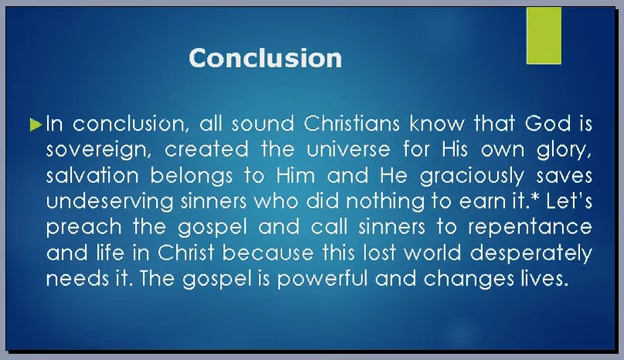 Conclusion
In conclusion, all sound Christians know that God is
sovereign, created the universe for His own glory,
salvation belongs to Him and He graciously saves
undeserving sinners who did nothing to earn it.* Let's
preach the gospel and call sinners to repentance
and life in Christ because this lost world desperately
needs it. The gospel is powerful and changes lives.